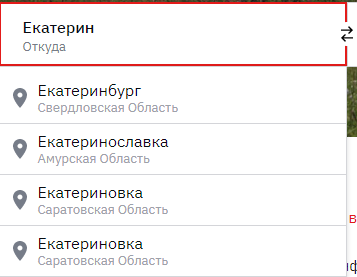 Екатерин
Откуда
Екатеринбург
Свердловская Область
Екатеринославка
Амурская Область
Екатериновка
Саратовская Область
Екатериновка
Саратовская Область